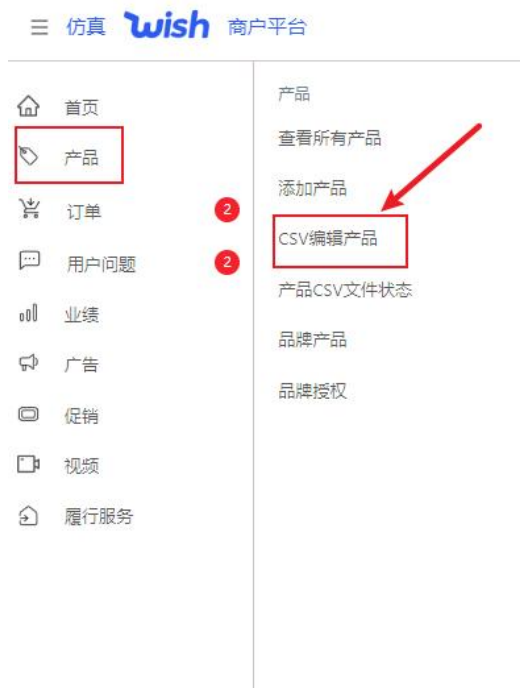 仿真 wish 商户平台
首页
产品
订单 2
用户问题 2
业绩
广告
促销
视频
履行服务
产品
查看所有产品
添加产品
CSV编辑产品
产品CSV文件状态
品牌产品
品牌授权